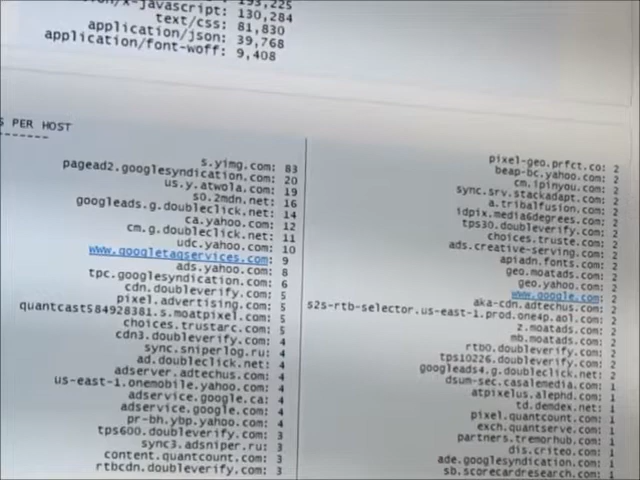 193,225
x-javascript: 130,284
text/css: 81,830
application/json: 39,768
application/font-woff: 9,408
S PER HOST
-------
s.yimg.com: 83
pagead2.googlesyndication.com: 20
us.y.atwola.com: 19
s0.2mdn.net: 16
googleads.g.doubleclick.net: 14
ca.yahoo.com: 12
cm.g.doubleclick.net: 11
udc.yahoo.com: 10
www.googletagservices.com: 9
ads.yahoo.com: 8
tpc.googlesyndication.com: 6
cdn.doubleverify.com: 5
pixel.advertising.com: 5
quantcast584928381.s.moatpixel.com: 5
choices.trustarc.com: 5
cdn3.doubleverify.com: 4
sync.sniperlog.ru: 4
ad.doubleclick.net: 4
adserver.adtechus.com: 4
us-east-1.onemobile.yahoo.com: 4
adservice.google.ca: 4
adservice.google.com: 4
pr-bh.ybp.yahoo.com: 4
tps600.doubleverify.com: 3
sync3.adsniper.ru: 3
content.quantcount.com: 3
rtbcdn.doubleverify.com: 3
pixel-geo.prfct.co: 2
beap-bc.yahoo.com: 2
cm.ipinyou.com: 2
sync.srv.stackadapt.com: 2
a.tribalfusion.com: 2
idpix.media6degrees.com: 2
tps30.doubleverify.com: 2
choices.truste.com: 2
ads.creative-serving.com: 2
apiadn.fonts.com: 2
geo.moatads.com: 2
geo.yahoo.com: 2
www.google.com: 2
aka-cdn.adtechus.com: 2
s2s-rtb-selector.us-east-1.prod.one4p.aol.com: 2
z.moatads.com: 2
mb.moatads.com: 2
rtb0.doubleverify.com: 2
tps10226.doubleverify.com: 2
googleads4.g.doubleclick.net: 2
dsum-sec.casalemedia.com: 1
atpixelus.alephd.com: 1
td.demdex.net: 1
pixel.quantcount.com: 1
exch.quantserve.com: 1
partners.tremorhub.com: 1
dis.criteo.com: 1
ade.googlesyndication.com: 1
sb.scorecardresearch.com: 1